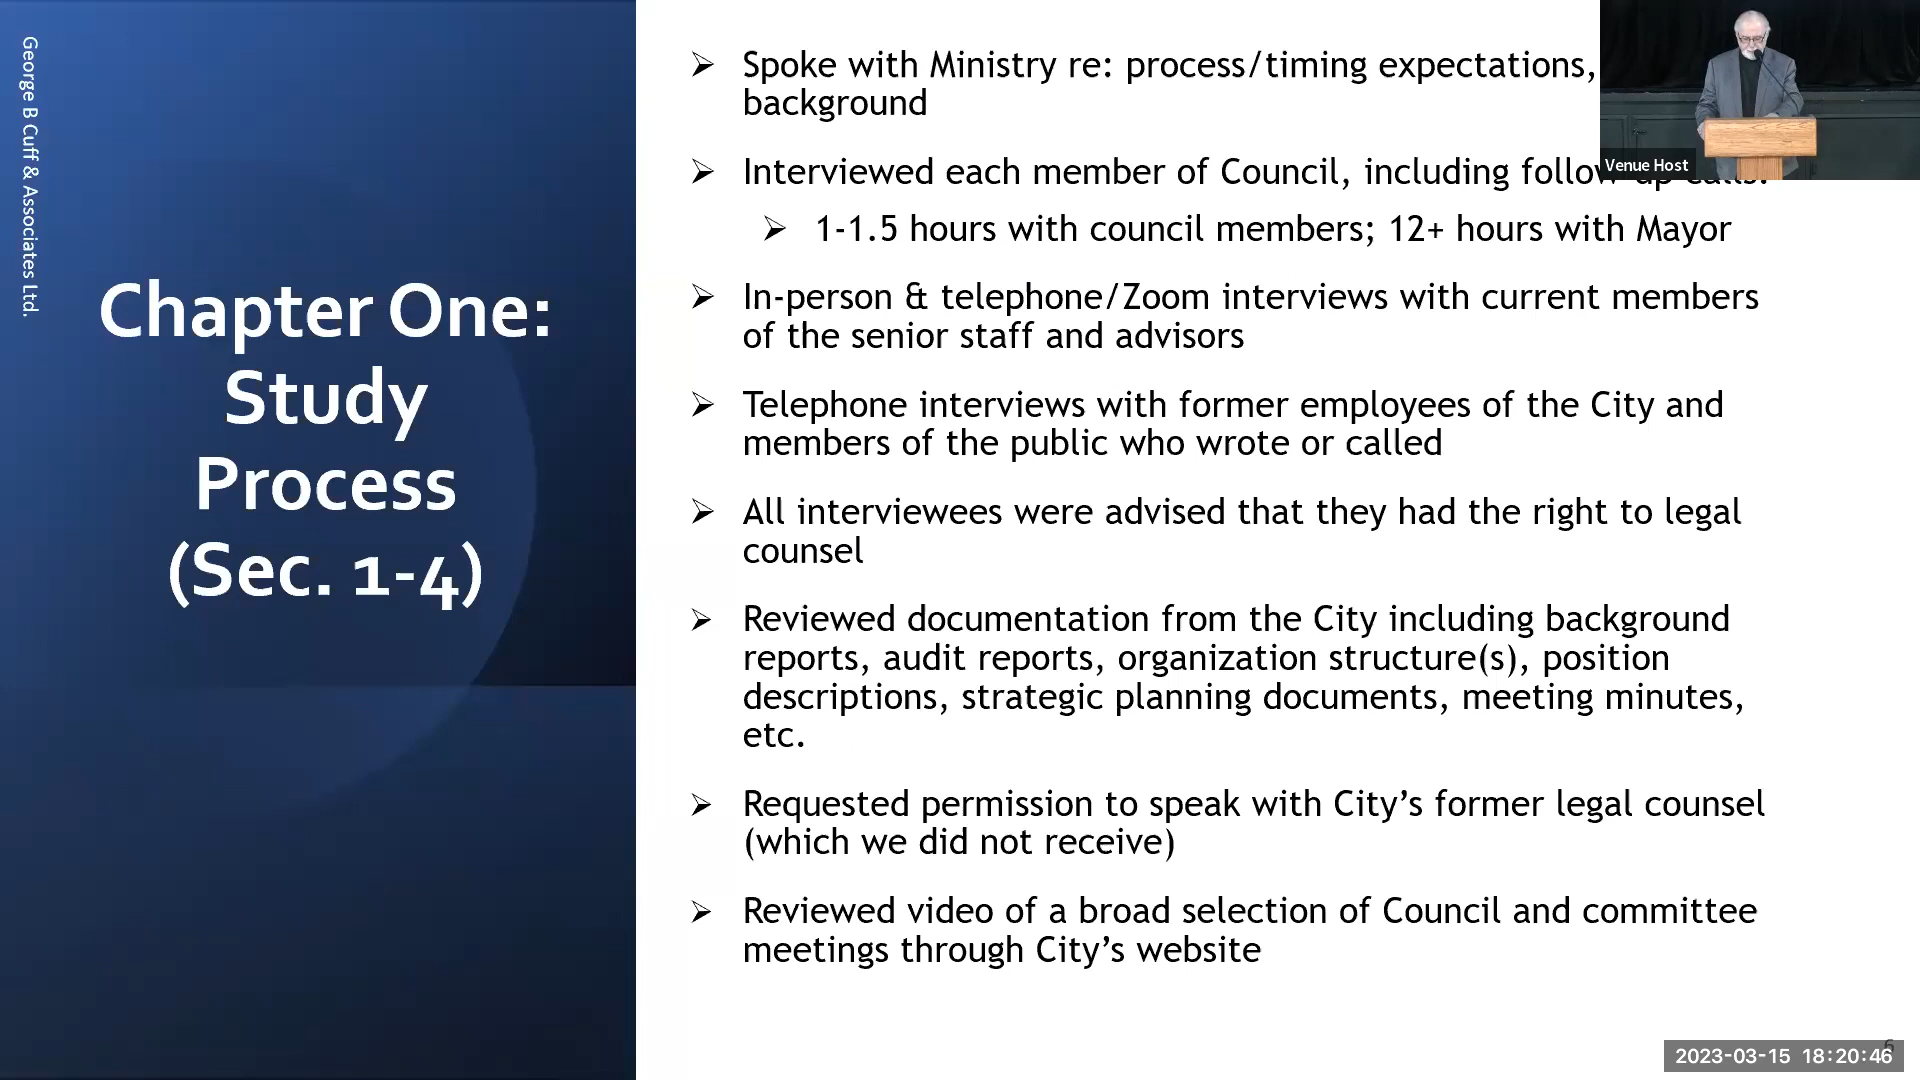 George B Cuff & Associates Ltd.
Chapter One:
Study
Process
(Sec. 1-4)
➢ Spoke with Ministry re: process/timing expectations,
background
➢ Interviewed each member of Council, including follow-up calls.
➢ 1-1.5 hours with council members; 12+ hours with Mayor
➢ In-person & telephone/Zoom interviews with current members
of the senior staff and advisors
➢ Telephone interviews with former employees of the City and
members of the public who wrote or called
➢ All interviewees were advised that they had the right to legal
counsel
➢ Reviewed documentation from the City including background
reports, audit reports, organization structure(s), position
descriptions, strategic planning documents, meeting minutes,
etc.
➢ Requested permission to speak with City’s former legal counsel
(which we did not receive)
➢ Reviewed video of a broad selection of Council and committee
meetings through City’s website
Venue Host
6
2023-03-15 18:20:46